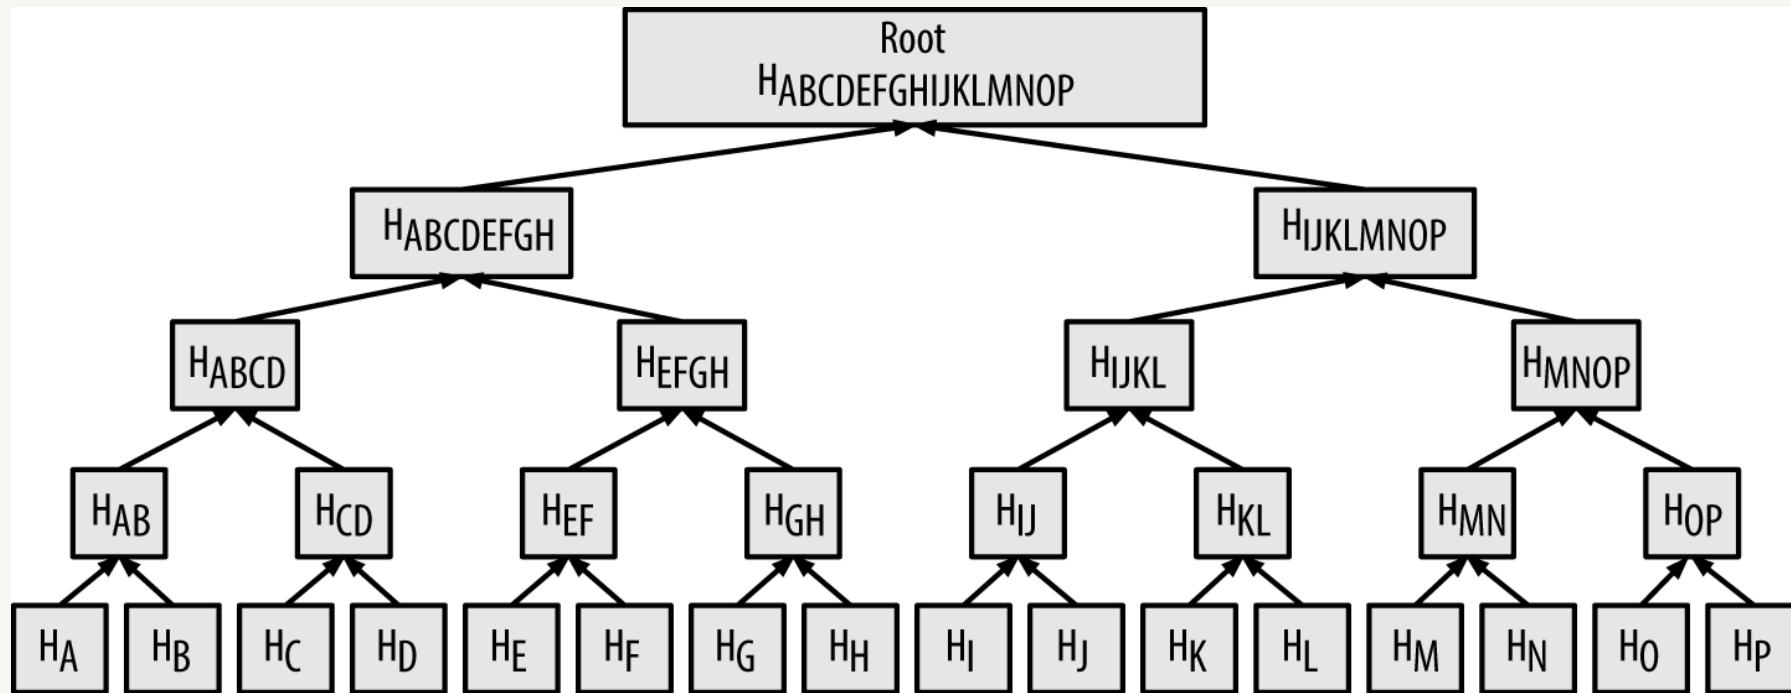 Root
HABCDEFGHIJKLMNOP
HABCDEFGH
HIJKLMNOP
HABCD
HEFGH
HIJKL
HMNOP
HAB
HCD
HEF
HGH
HIJ
HKL
HMN
HOP
HA
HB
HC
HD
HE
HF
HG
HH
HI
HJ
HK
HL
HM
HN
HO
HP